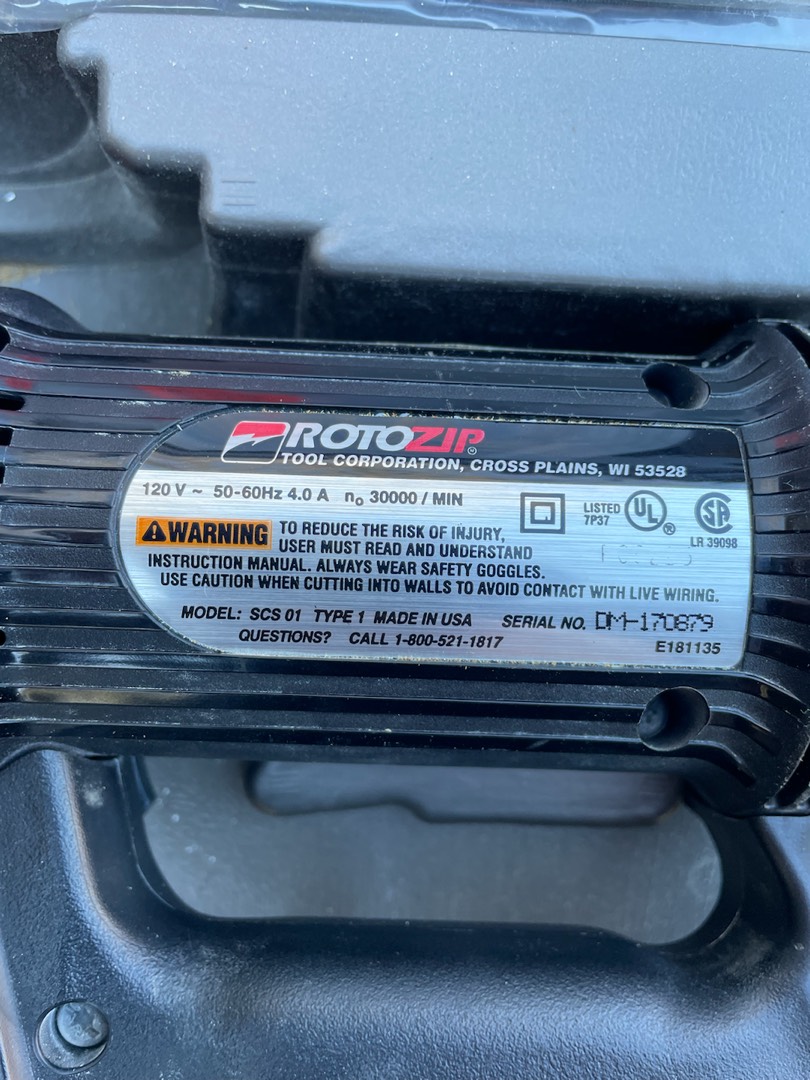 ROTOZIP®
TOOL CORPORATION, CROSS PLAINS, WI 53528
120 V ~ 50-60Hz 4.0 A n₀ 30000 / MIN
LISTED
7P37
UL®
SA
LR 39098
WARNING
TO REDUCE THE RISK OF INJURY,
USER MUST READ AND UNDERSTAND
INSTRUCTION MANUAL. ALWAYS WEAR SAFETY GOGGLES.
USE CAUTION WHEN CUTTING INTO WALLS TO AVOID CONTACT WITH LIVE WIRING.
MODEL: SCS 01 TYPE 1 MADE IN USA SERIAL NO. DM-170879
QUESTIONS? CALL 1-800-521-1817
E181135